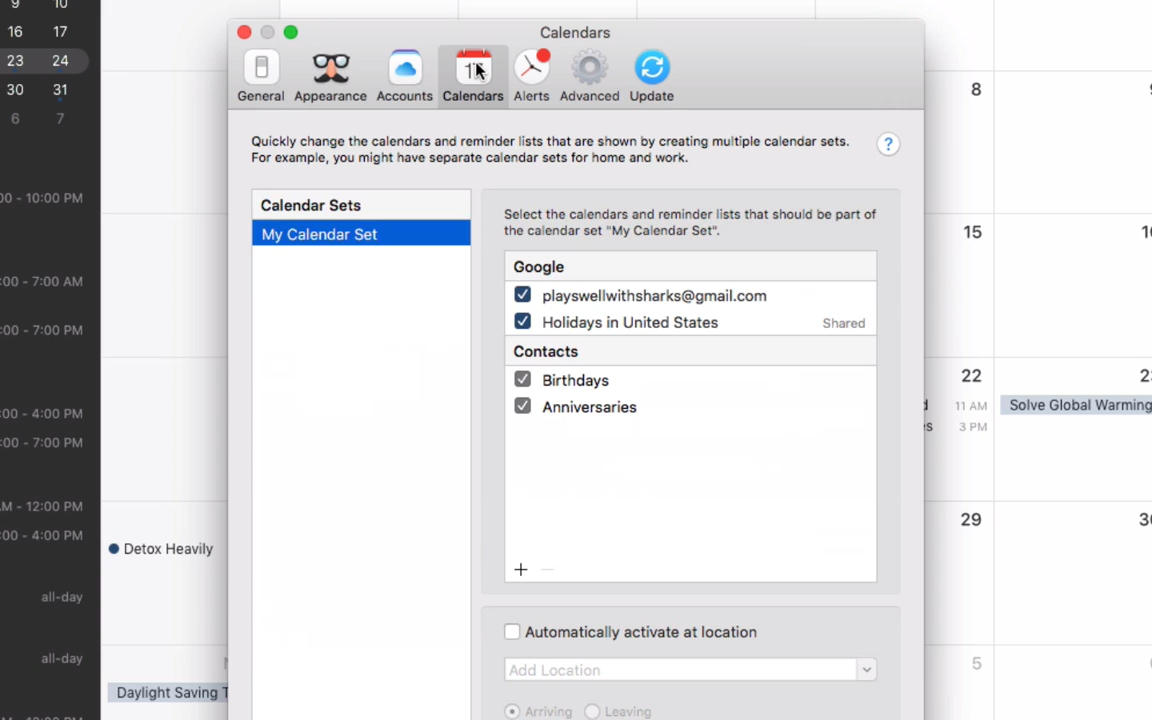 9 10
16 17
23 24
30 31
6 7
00 - 10:00 PM
:00 - 7:00 AM
00 - 7:00 PM
:00 - 4:00 PM
:00 - 7:00 PM
AM - 12:00 PM
:00 - 4:00 PM
all-day
all-day
Detox Heavily
Daylight Saving T
Calendars
General Appearance Accounts Calendars Alerts Advanced Update
Quickly change the calendars and reminder lists that are shown by creating multiple calendar sets.
For example, you might have separate calendar sets for home and work.
?
Calendar Sets
My Calendar Set
Select the calendars and reminder lists that should be part of
the calendar set "My Calendar Set".
Google
playswellwithsharks@gmail.com
Holidays in United States Shared
Contacts
Birthdays
Anniversaries
Automatically activate at location
Add Location
Arriving Leaving
8 9
15 10
22 23
d 11 AM Solve Global Warming
es 3 PM
29 30
5